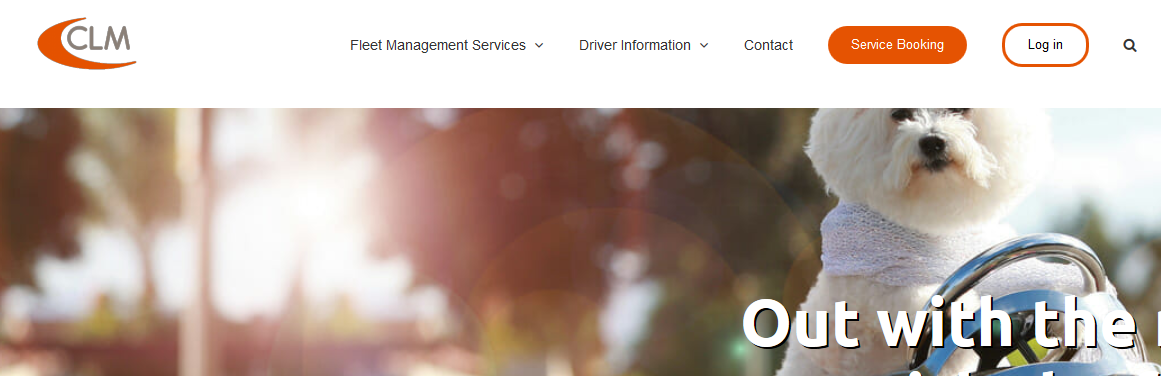 CLM
Fleet Management Services
Driver Information
Contact
Service Booking
Log in
Out with the